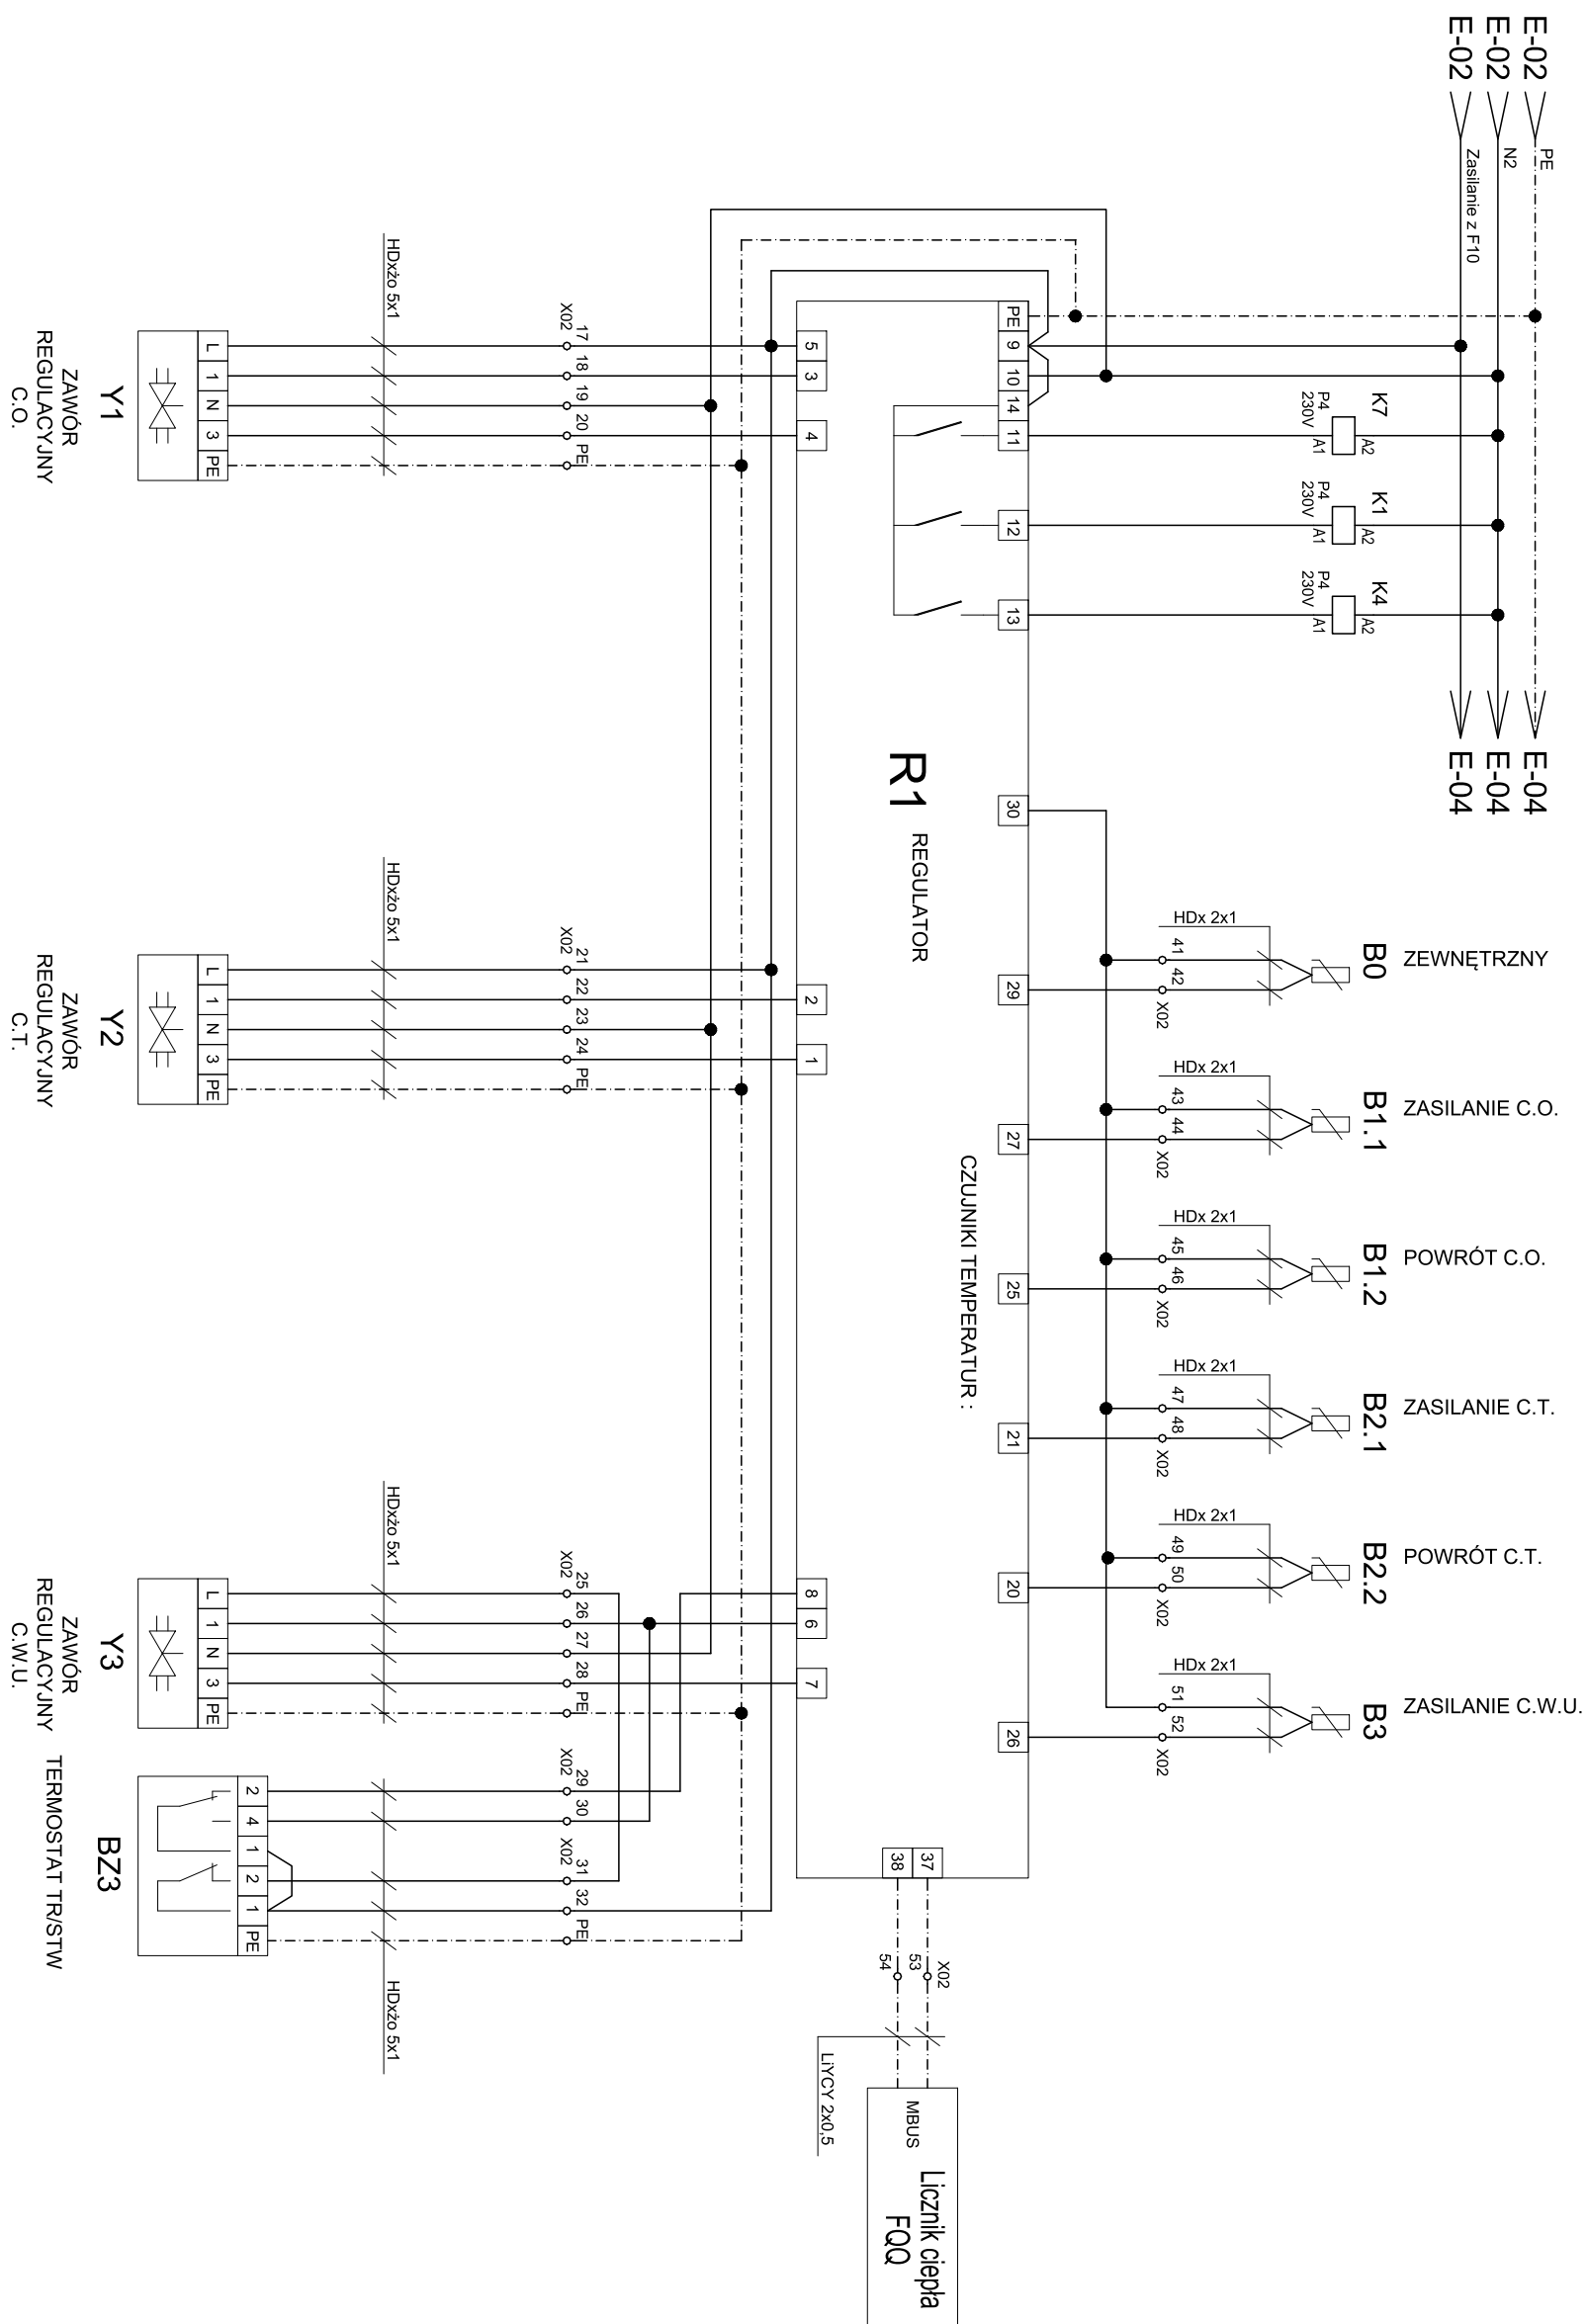 E-02
PE
E-04
E-02
N2
E-04
E-02
Zasilanie z F10
E-04
K7
P4
230V
A1
A2
K1
P4
230V
A1
A2
K4
P4
230V
A1
A2
ZEWNĘTRZNY
B0
HDx 2x1
41
42
X02
ZASILANIE C.O.
B1.1
HDx 2x1
43
44
X02
POWRÓT C.O.
B1.2
HDx 2x1
45
46
X02
ZASILANIE C.T.
B2.1
HDx 2x1
47
48
X02
POWRÓT C.T.
B2.2
HDx 2x1
49
50
X02
ZASILANIE C.W.U.
B3
HDx 2x1
51
52
X02
PE
9
10
14
11
12
13
30
29
27
25
21
20
26
CZUJNIKI TEMPERATUR :
R1
REGULATOR
37
38
X02
53
54
LiYCY 2x0,5
MBUS
Licznik ciepła
FQQ
5
3
4
2
1
8
6
7
X02
17
18
19
20
PE
HDxżo 5x1
L
1
N
3
PE
Y1
ZAWÓR
REGULACYJNY
C.O.
X02
21
22
23
24
PE
HDxżo 5x1
L
1
N
3
PE
Y2
ZAWÓR
REGULACYJNY
C.T.
X02
25
26
27
28
PE
HDxżo 5x1
L
1
N
3
PE
Y3
ZAWÓR
REGULACYJNY
C.W.U.
X02
29
30
X02
31
32
PE
HDxżo 5x1
2
4
1
2
1
PE
BZ3
TERMOSTAT TR/STW